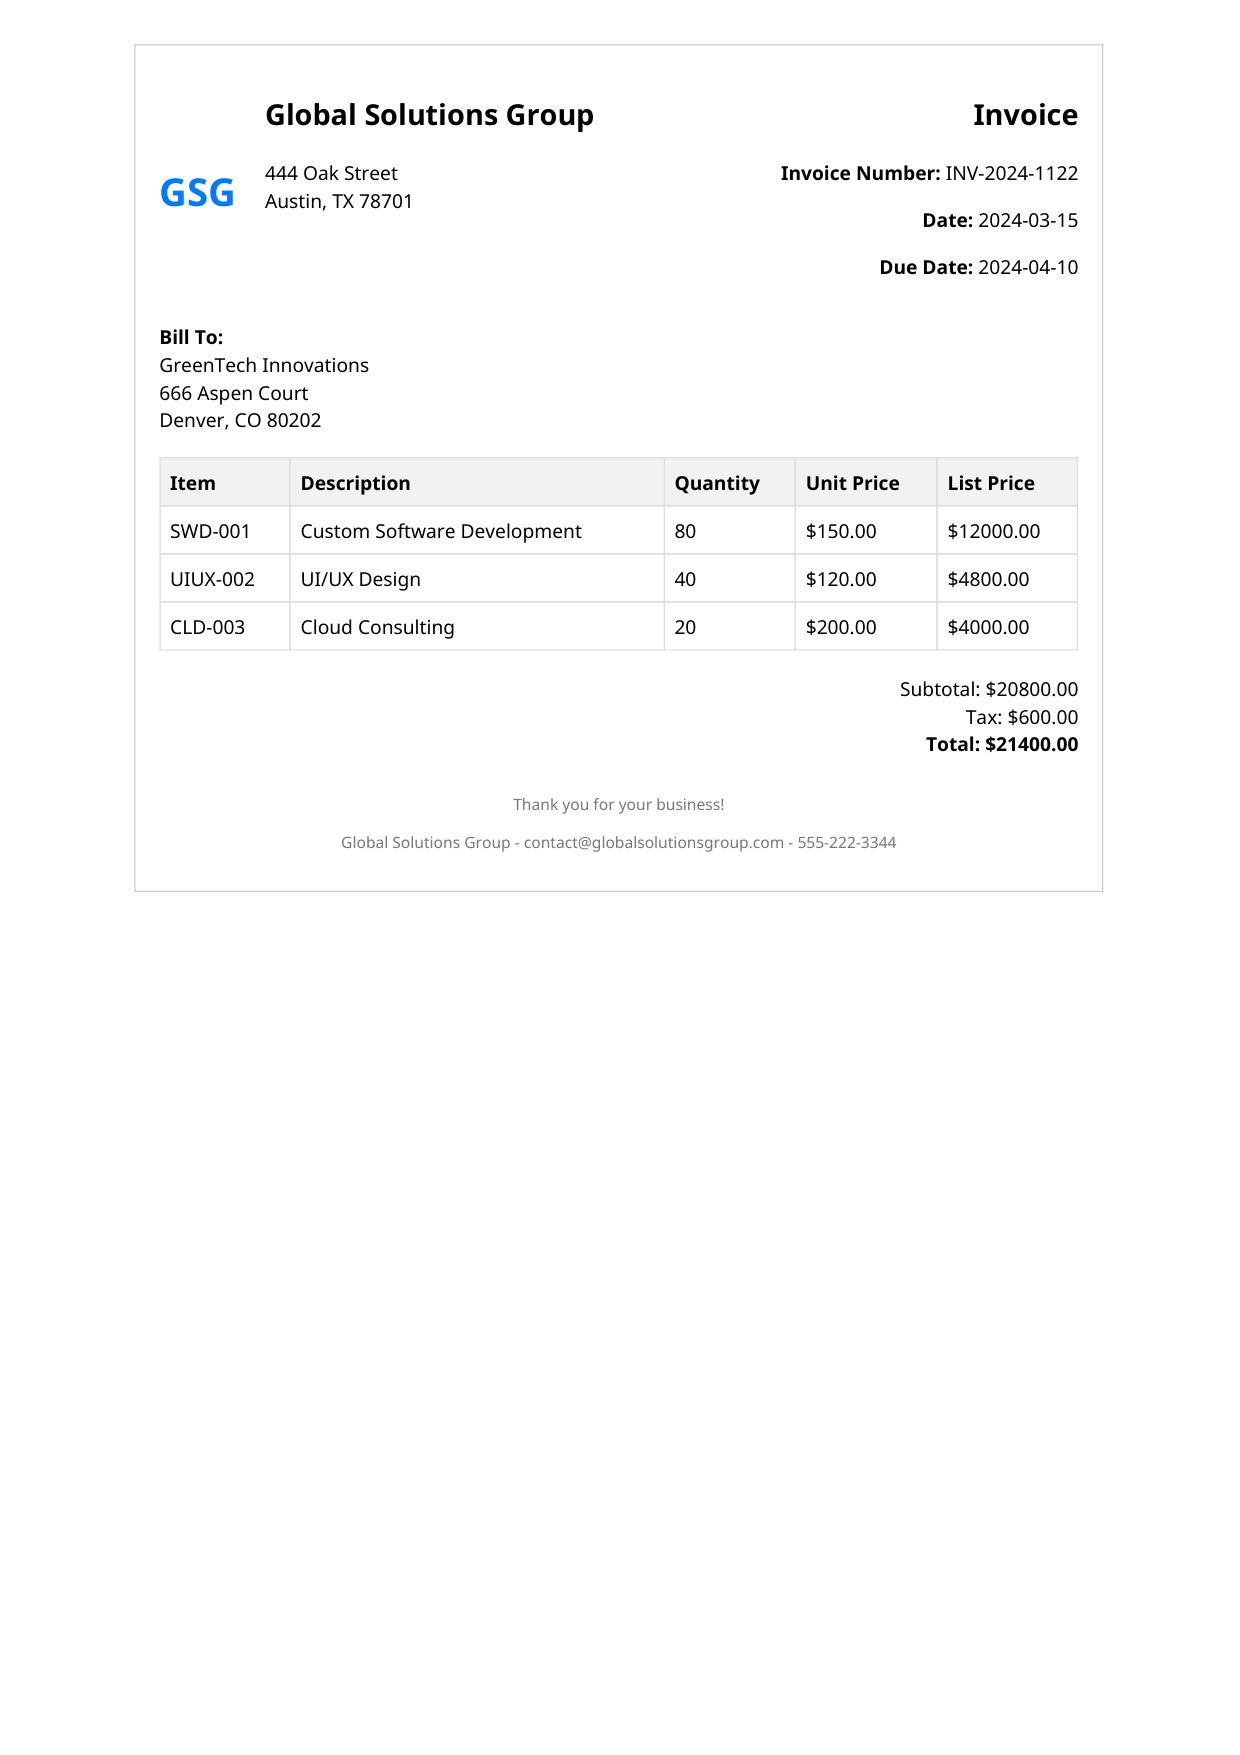 Global Solutions Group
Invoice
GSG
444 Oak Street
Austin, TX 78701
Invoice Number: INV-2024-1122
Date: 2024-03-15
Due Date: 2024-04-10
Bill To:
GreenTech Innovations
666 Aspen Court
Denver, CO 80202
Item Description Quantity Unit Price List Price
SWD-001 Custom Software Development 80 $150.00 $12000.00
UIUX-002 UI/UX Design 40 $120.00 $4800.00
CLD-003 Cloud Consulting 20 $200.00 $4000.00
Subtotal: $20800.00
Tax: $600.00
Total: $21400.00
Thank you for your business!
Global Solutions Group - contact@globalsolutionsgroup.com - 555-222-3344